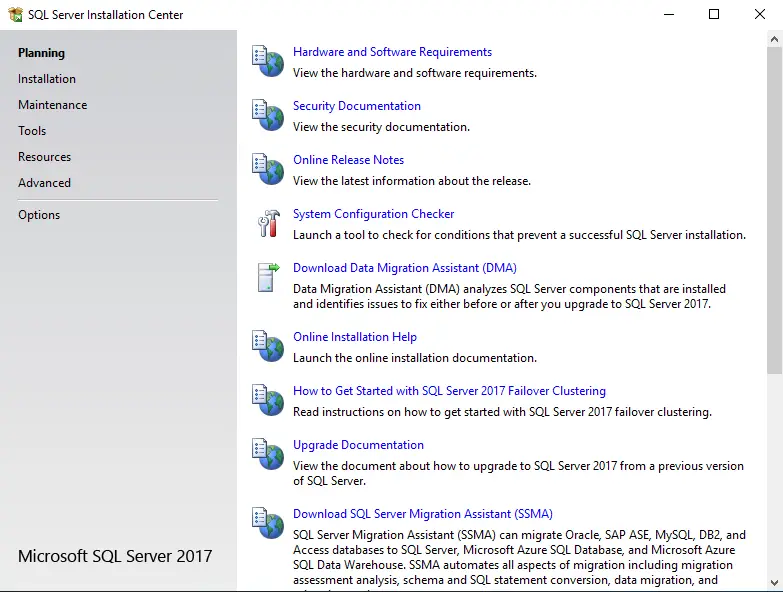 SQL Server Installation Center
Planning
Installation
Maintenance
Tools
Resources
Advanced
Options
Microsoft SQL Server 2017
Hardware and Software Requirements
View the hardware and software requirements.
Security Documentation
View the security documentation.
Online Release Notes
View the latest information about the release.
System Configuration Checker
Launch a tool to check for conditions that prevent a successful SQL Server installation.
Download Data Migration Assistant (DMA)
Data Migration Assistant (DMA) analyzes SQL Server components that are installed
and identifies issues to fix either before or after you upgrade to SQL Server 2017.
Online Installation Help
Launch the online installation documentation.
How to Get Started with SQL Server 2017 Failover Clustering
Read instructions on how to get started with SQL Server 2017 failover clustering.
Upgrade Documentation
View the document about how to upgrade to SQL Server 2017 from a previous version
of SQL Server.
Download SQL Server Migration Assistant (SSMA)
SQL Server Migration Assistant (SSMA) can migrate Oracle, SAP ASE, MySQL, DB2, and
Access databases to SQL Server, Microsoft Azure SQL Database, and Microsoft Azure
SQL Data Warehouse. SSMA automates all aspects of migration including migration
assessment analysis, schema and SQL statement conversion, data migration, and